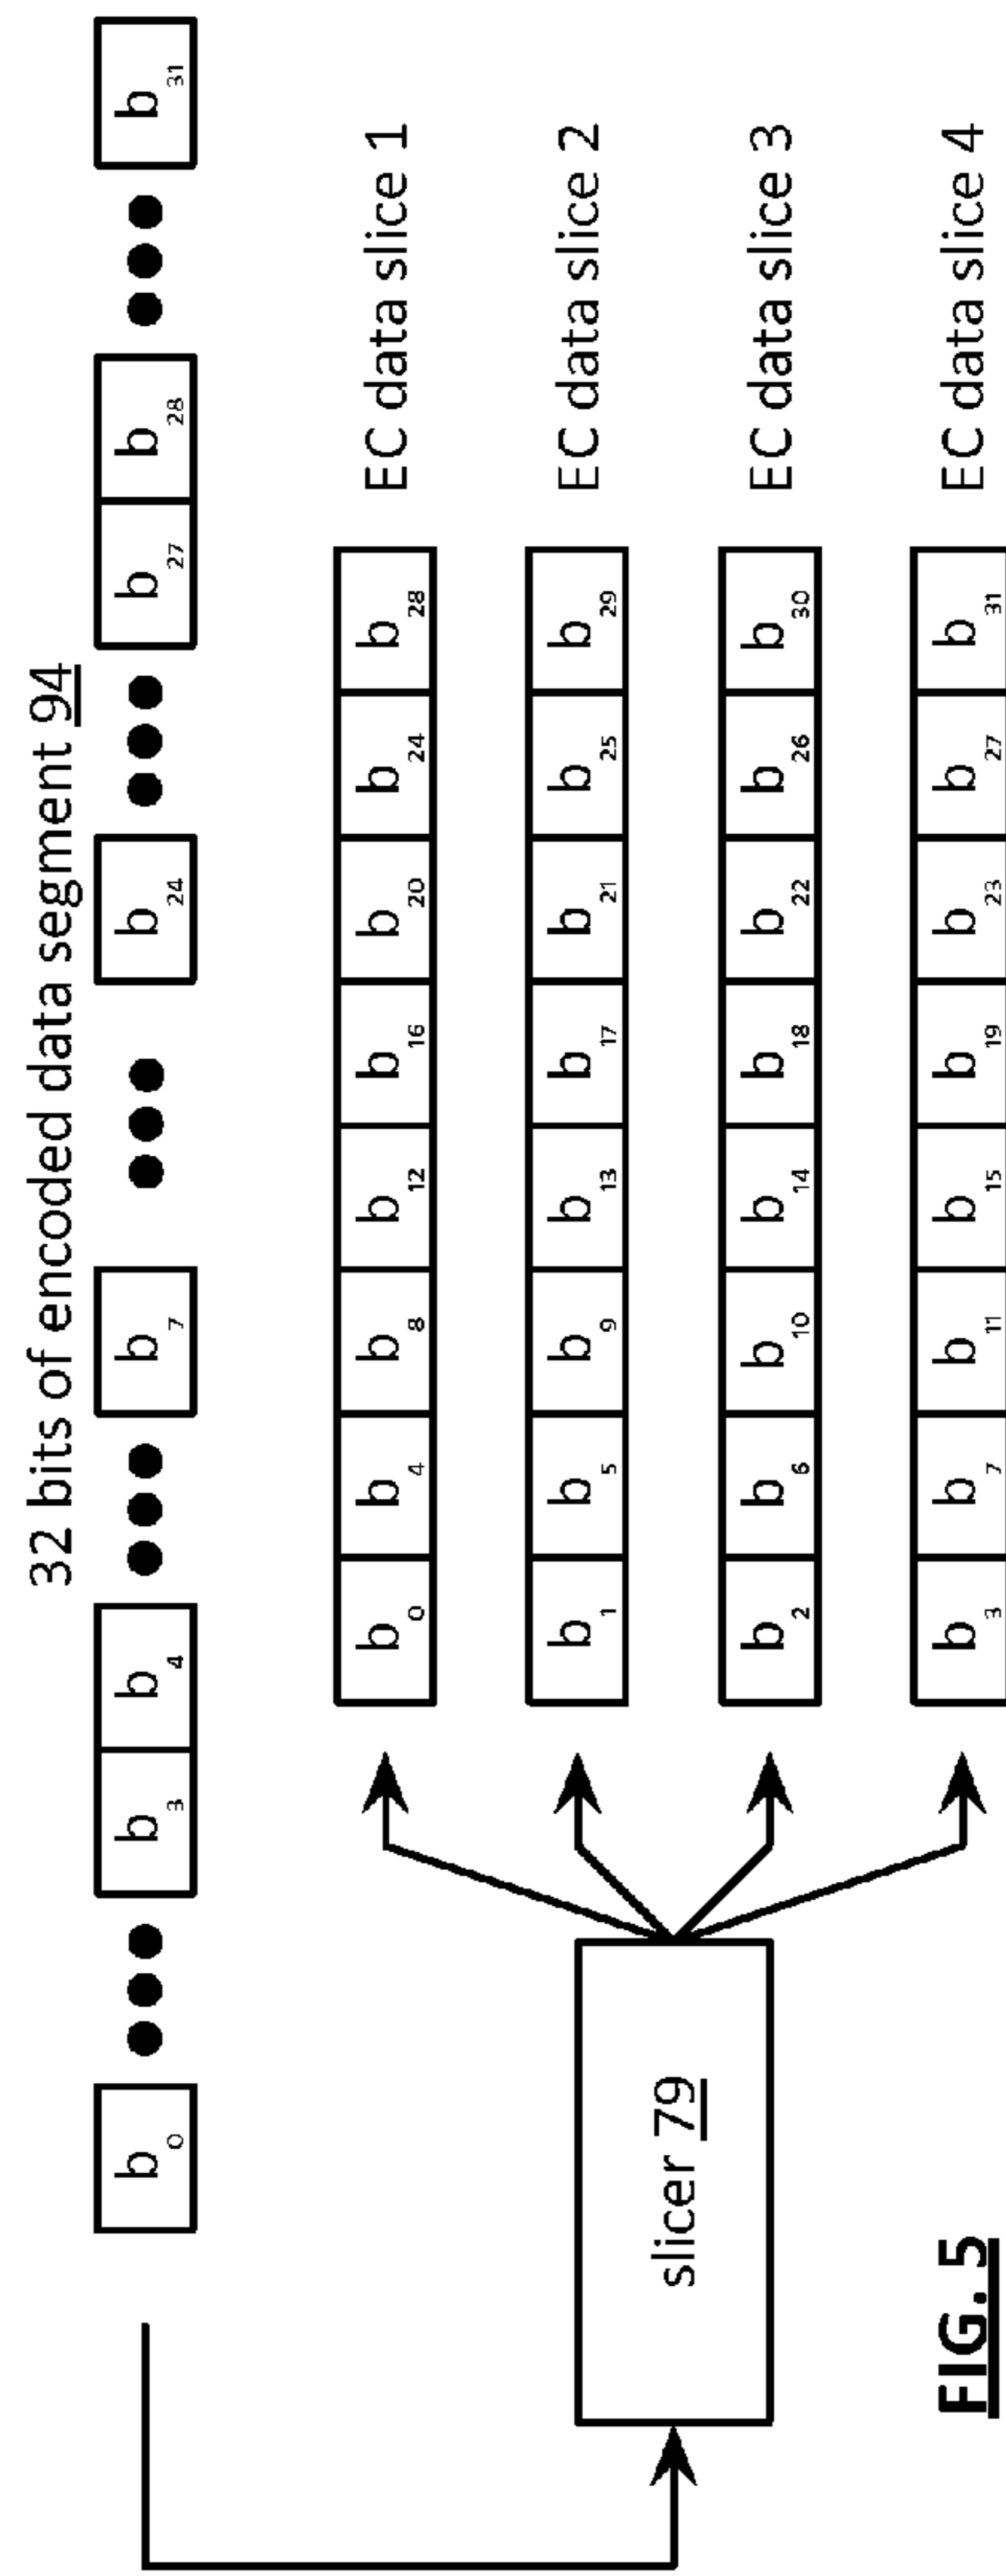 32 bits of encoded data segment 94
b0 ••• b3 b4 ••• b7 ••• b24 ••• b27 b28 ••• b31
b0 b4 b8 b12 b16 b20 b24 b28 EC data slice 1
b1 b5 b9 b13 b17 b21 b25 b29 EC data slice 2
slicer 79
b2 b6 b10 b14 b18 b22 b26 b30 EC data slice 3
b3 b7 b11 b15 b19 b23 b27 b31 EC data slice 4
FIG. 5